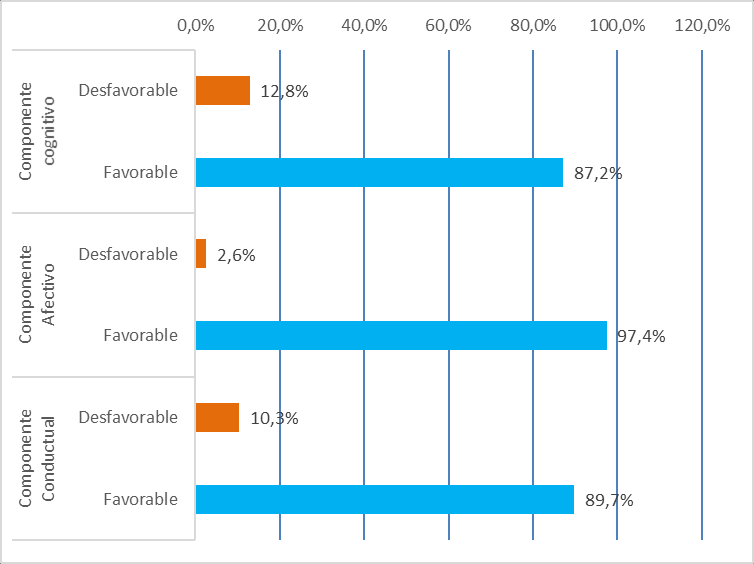 0,0% 20,0% 40,0% 60,0% 80,0% 100,0% 120,0%
Componente
cognitivo
Desfavorable 12,8%
Favorable 87,2%
Componente
Afectivo
Desfavorable 2,6%
Favorable 97,4%
Componente
Conductual
Desfavorable 10,3%
Favorable 89,7%